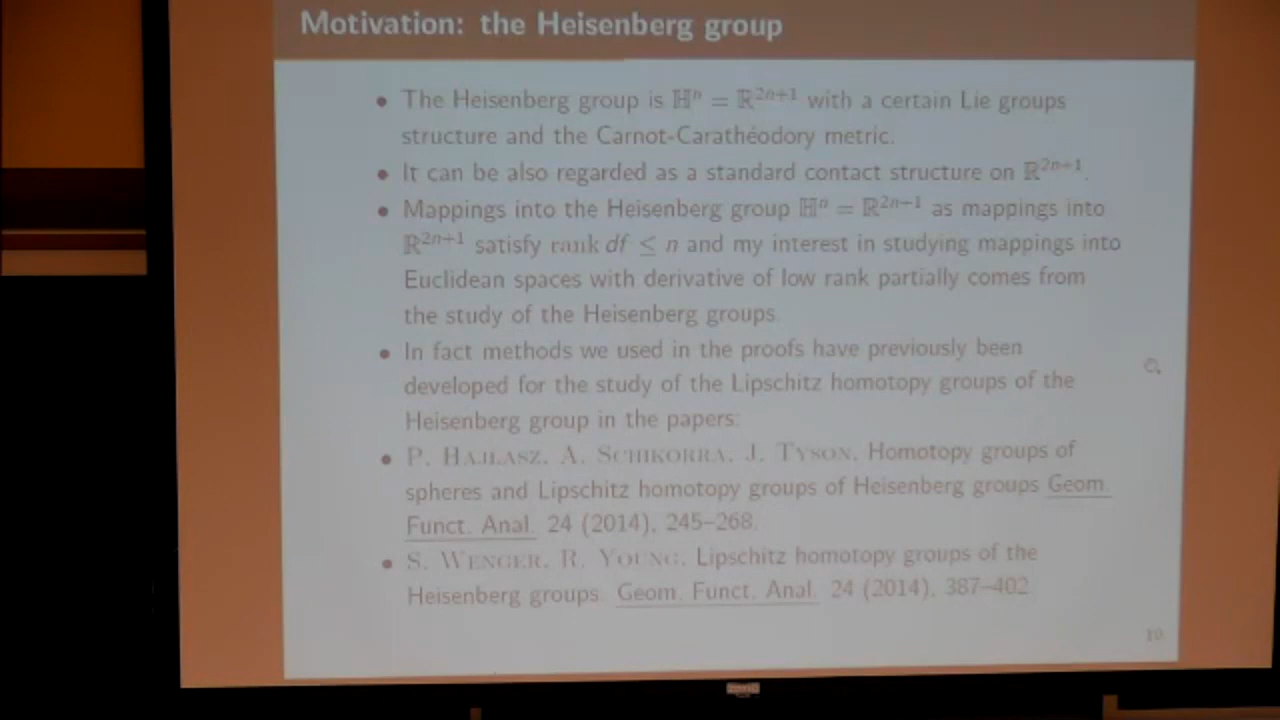 Motivation: the Heisenberg group
• The Heisenberg group is ℍⁿ = ℝ²ⁿ⁺¹ with a certain Lie groups
structure and the Carnot-Carathéodory metric.
• It can be also regarded as a standard contact structure on ℝ²ⁿ⁺¹.
• Mappings into the Heisenberg group ℍⁿ = ℝ²ⁿ⁺¹ as mappings into
ℝ²ⁿ⁺¹ satisfy rank df ≤ n and my interest in studying mappings into
Euclidean spaces with derivative of low rank partially comes from
the study of the Heisenberg groups.
• In fact methods we used in the proofs have previously been
developed for the study of the Lipschitz homotopy groups of the
Heisenberg group in the papers:
• P. Hajłasz, A. Schikorra, J. Tyson, Homotopy groups of
spheres and Lipschitz homotopy groups of Heisenberg groups Geom.
Funct. Anal. 24 (2014), 245–268.
• S. Wenger, R. Young, Lipschitz homotopy groups of the
Heisenberg groups. Geom. Funct. Anal. 24 (2014), 387–402